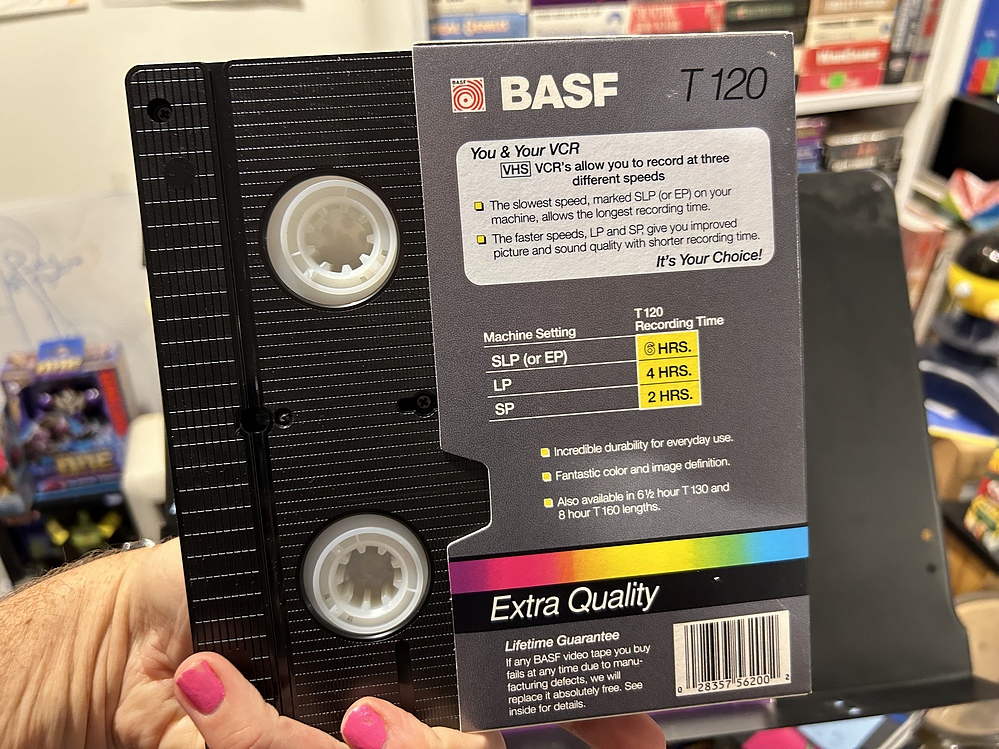 BASF
BASF
T 120
You & Your VCR
VHS VCR's allow you to record at three
different speeds
The slowest speed, marked SLP (or EP) on your
machine, allows the longest recording time.
The faster speeds, LP and SP, give you improved
picture and sound quality with shorter recording time.
It's Your Choice!
T 120
Machine Setting Recording Time
SLP (or EP) 6 HRS.
LP 4 HRS.
SP 2 HRS.
Incredible durability for everyday use.
Fantastic color and image definition.
Also available in 6½ hour T 130 and
8 hour T 160 lengths.
Extra Quality
Lifetime Guarantee
If any BASF video tape you buy
fails at any time due to manu-
facturing defects, we will
replace it absolutely free. See
inside for details.
0 28357 56200 2